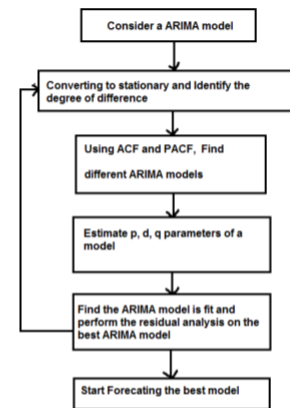 Consider a ARIMA model
Converting to stationary and Identify the
degree of difference
Using ACF and PACF, Find
different ARIMA models
Estimate p, d, q parameters of a
model
Find the ARIMA model is fit and
perform the residual analysis on the
best ARIMA model
Start Forecating the best model